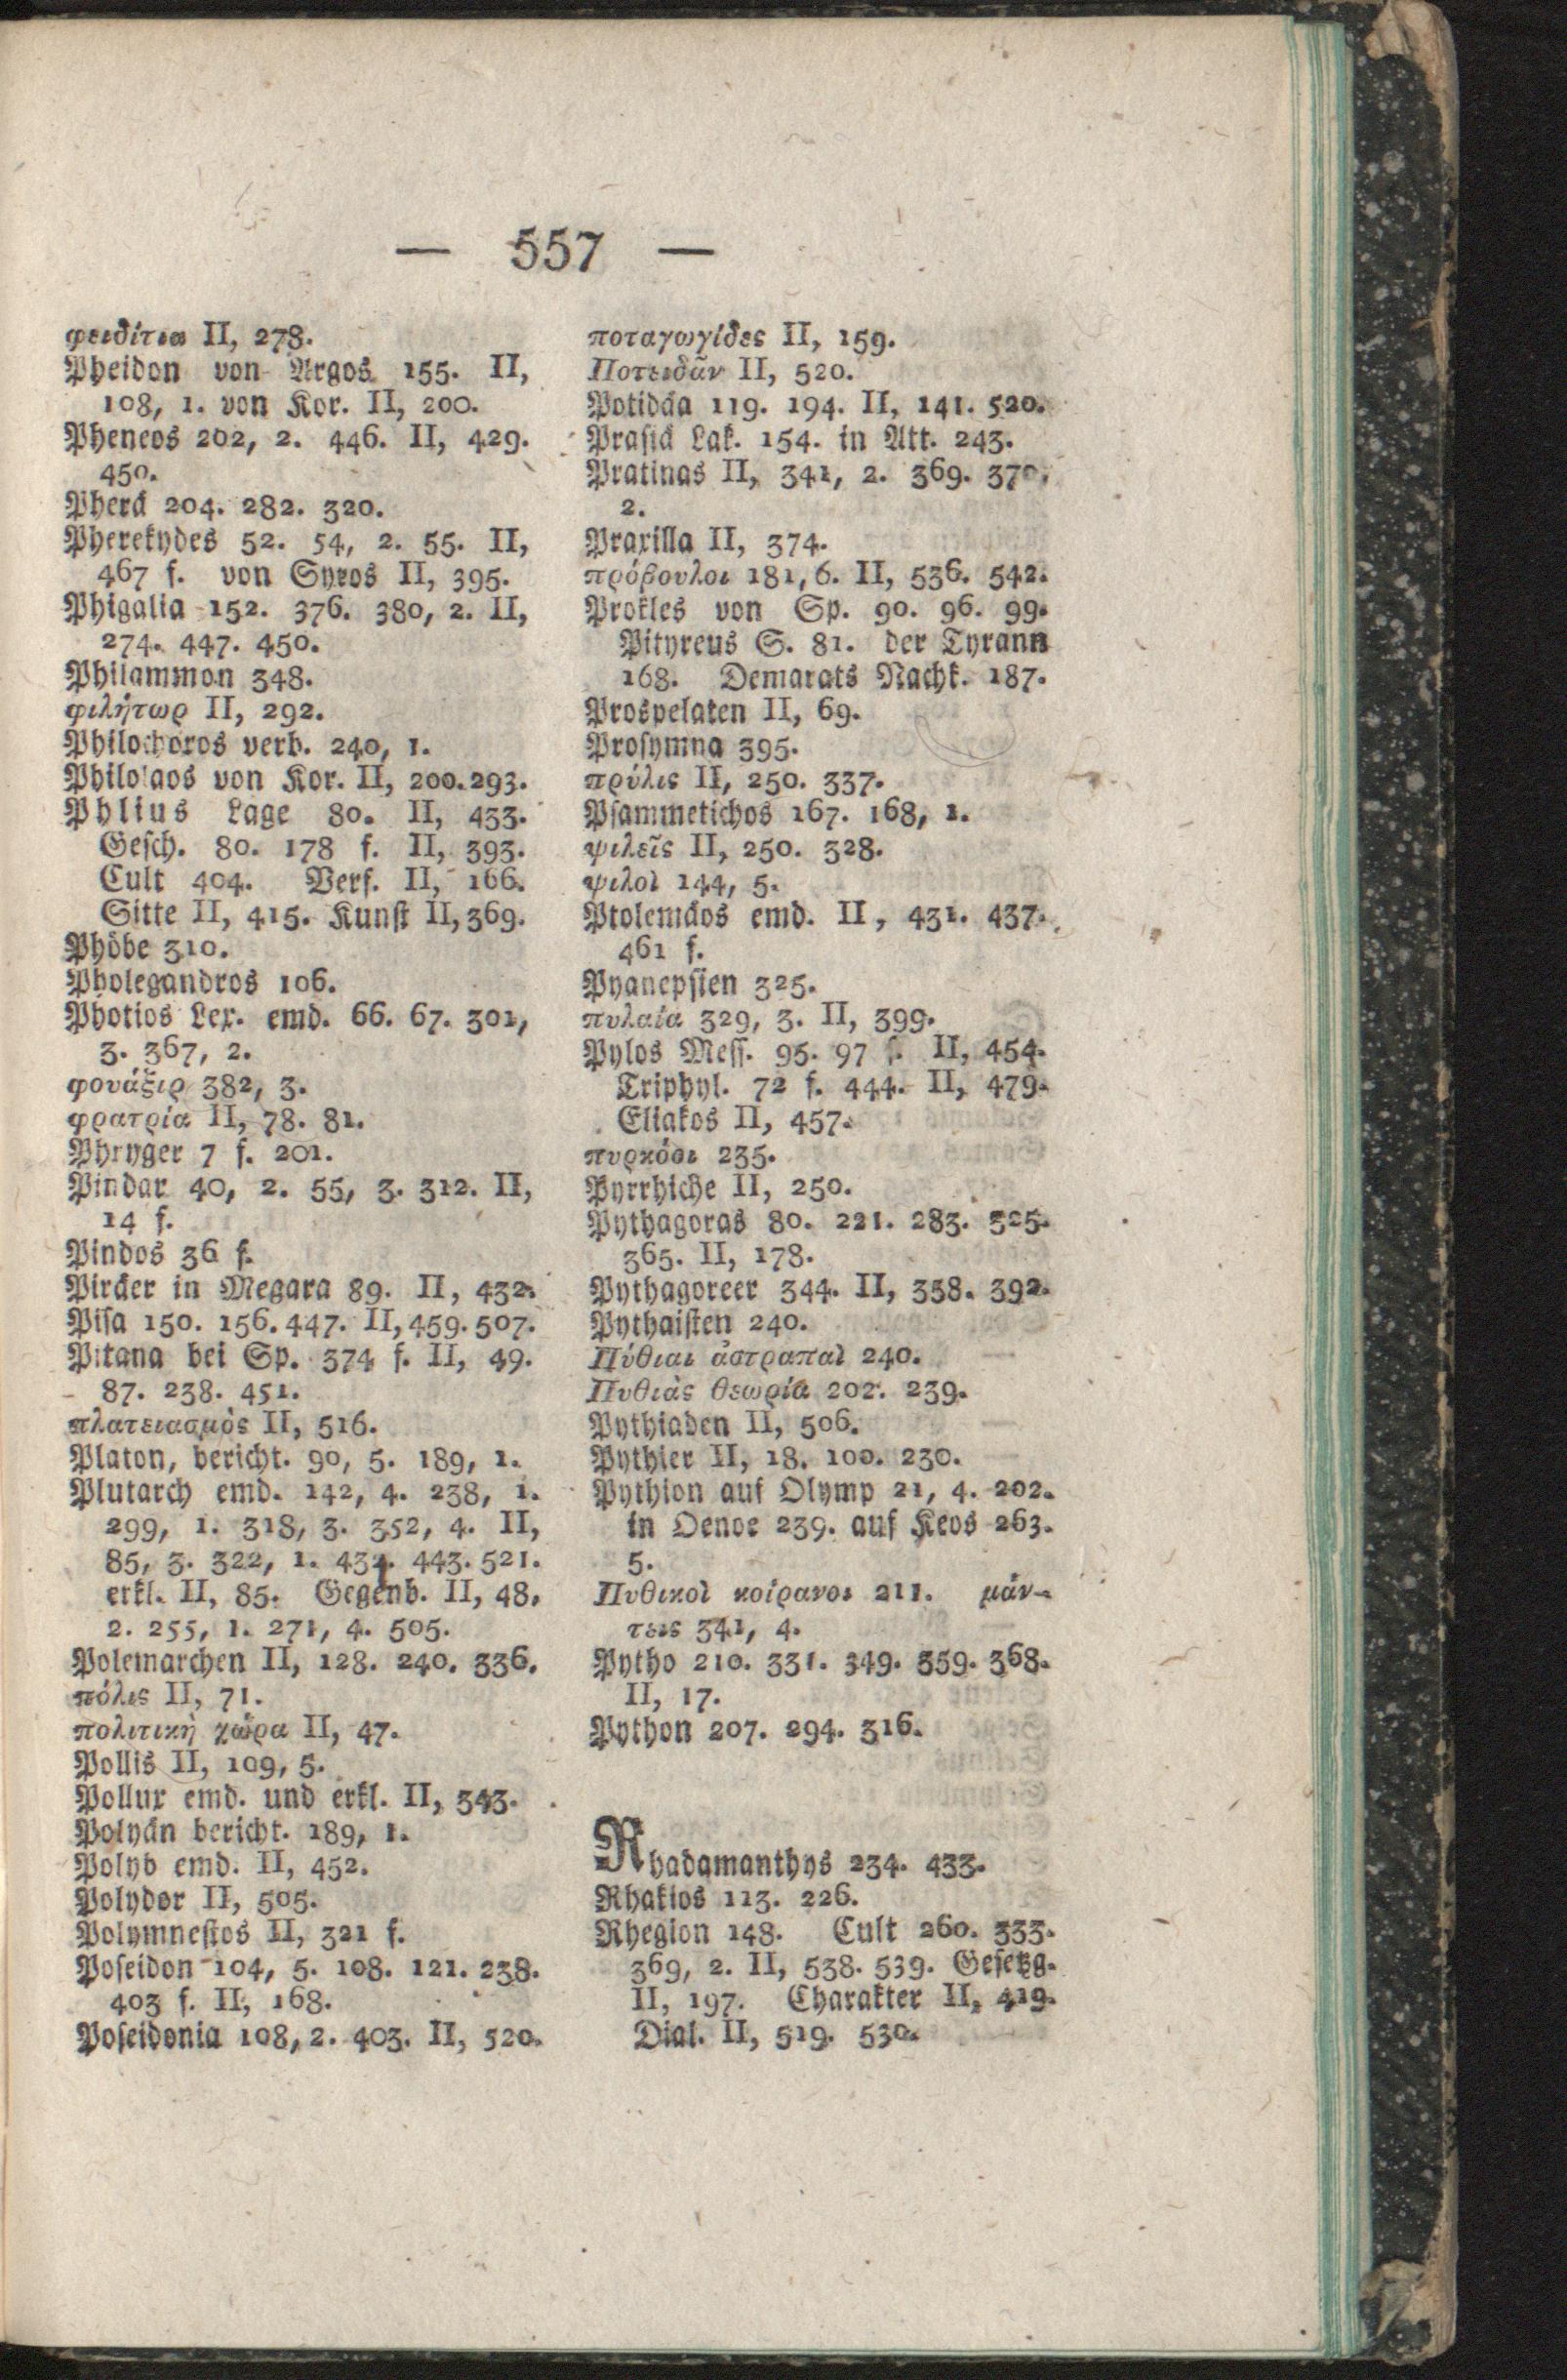 — 557 —
φειδίτια II, 278.
Pheidon von Argos 155. II,
108, 1. von Kor. II, 200.
Pheneos 202, 2. 446. II, 429.
450.
Pherä 204. 282. 320.
Pherekydes 52. 54, 2. 55. II,
467 f. von Syros II, 395.
Phigalia 152. 376. 380, 2. II,
274. 447. 450.
Philammon 348.
φιλήτωρ II, 292.
Philochoros verb. 240, 1.
Philolaos von Kor. II, 200. 293.
Phlius Lage 80. II, 433.
Gesch. 80. 178 f. II, 393.
Cult 404. Verf. II, 166.
Sitte II, 415. Kunst II, 369.
Phöbe 310.
Pholegandros 106.
Photios Lex. emd. 66. 67. 301,
3. 367, 2.
φουάξιρ 382, 3.
φρατρία II, 78. 81.
Phryger 7 f. 201.
Pindar 40, 2. 55, 3. 312. II,
14 f.
Pindos 36 f.
Piräer in Megara 89. II, 432.
Pisa 150. 156. 447. II, 459. 507.
Pitana bei Sp. 374 f. II, 49.
87. 238. 451.
πλατειασμὸς II, 516.
Platon, bericht. 90, 5. 189, 1.
Plutarch emd. 142, 4. 238, 1.
299, 1. 318, 3. 352, 4. II,
85, 3. 322, 1. 434. 443. 521.
erkl. II, 85. Gegenb. II, 48,
2. 255, 1. 271, 4. 505.
Polemarchen II, 128. 240. 336.
πόλις II, 71.
πολιτικὴ χώρα II, 47.
Pollis II, 109, 5.
Pollux emd. und erkl. II, 343.
Polyän bericht. 189, 1.
Polyb emd. II, 452.
Polydor II, 505.
Polymnestos II, 321 f.
Poseidon 104, 5. 108. 121. 238.
403 f. II, 168.
Poseidonia 108, 2. 403. II, 520.
ποταγωγίδες II, 159.
Ποτειδᾶν II, 520.
Potidäa 119. 194. II, 141. 520.
Prasiä Lak. 154. in Att. 243.
Pratinas II, 341, 2. 369. 370,
2.
Praxilla II, 374.
πρόβουλοι 181, 6. II, 536. 542.
Prokles von Sp. 90. 96. 99.
Pityreus S. 81. der Tyrann
168. Demarats Nachk. 187.
Prospelaten II, 69.
Prosymna 395.
πρύλις II, 250. 337.
Psammetichos 167. 168, 1.
ψιλεῖς II, 250. 328.
ψιλοὶ 144, 5.
Ptolemäos emd. II, 431. 437.
461 f.
Pyanepsien 325.
πυλαία 329, 3. II, 399.
Pylos Mess. 95. 97 f. II, 454.
Triphyl. 72 f. 444. II, 479.
Eliakos II, 457.
πυρκόοι 235.
Pyrrhiche II, 250.
Pythagoras 80. 221. 283. 325.
365. II, 178.
Pythagoreer 344. II, 358. 392.
Pythaisten 240.
Πύθιαι ἀστραπαὶ 240.
Πυθιὰς θεωρία 202. 239.
Pythiaden II, 506.
Pythier II, 18. 100. 230.
Pythion auf Olymp 21, 4. 202.
in Oenoe 239. auf Keos 263.
5.
Πυθικοὶ κοίρανοι 211. μάν-
τεις 341, 4.
Pytho 210. 331. 349. 359. 368.
II, 17.
Python 207. 294. 316.
Rhadamanthys 234. 433.
Rhakios 113. 226.
Rhegion 148. Cult 260. 333.
369, 2. II, 538. 539. Gesetzg.
II, 197. Charakter II, 419.
Dial. II, 519. 530.